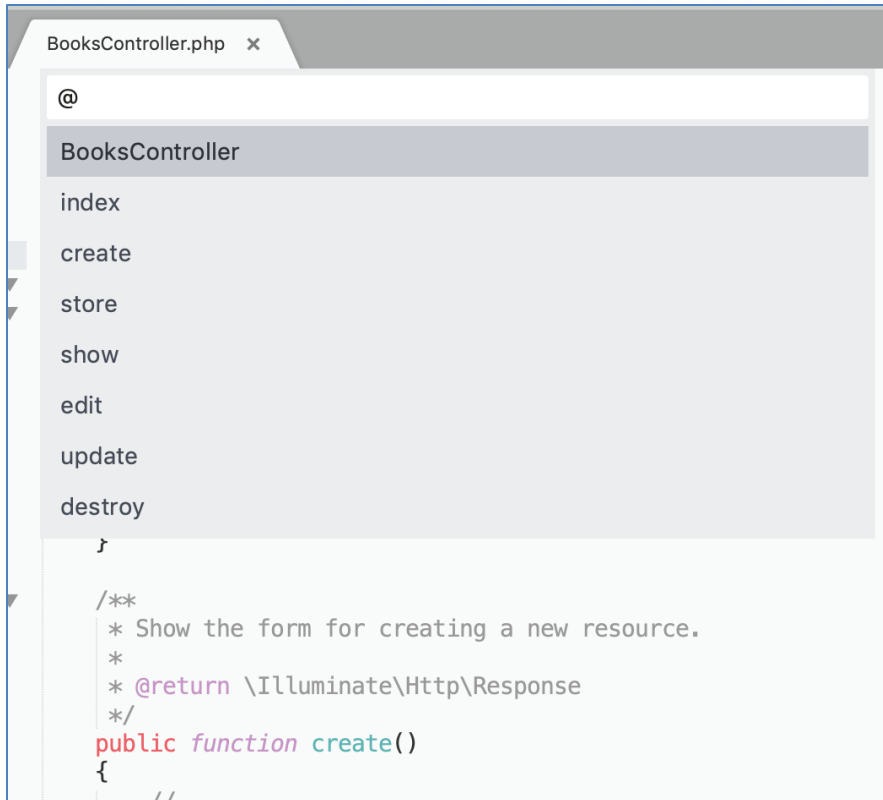 BooksController.php ×
@
BooksController
index
create
store
show
edit
update
destroy
}
/**
* Show the form for creating a new resource.
*
* @return \Illuminate\Http\Response
*/
public function create()
{
//